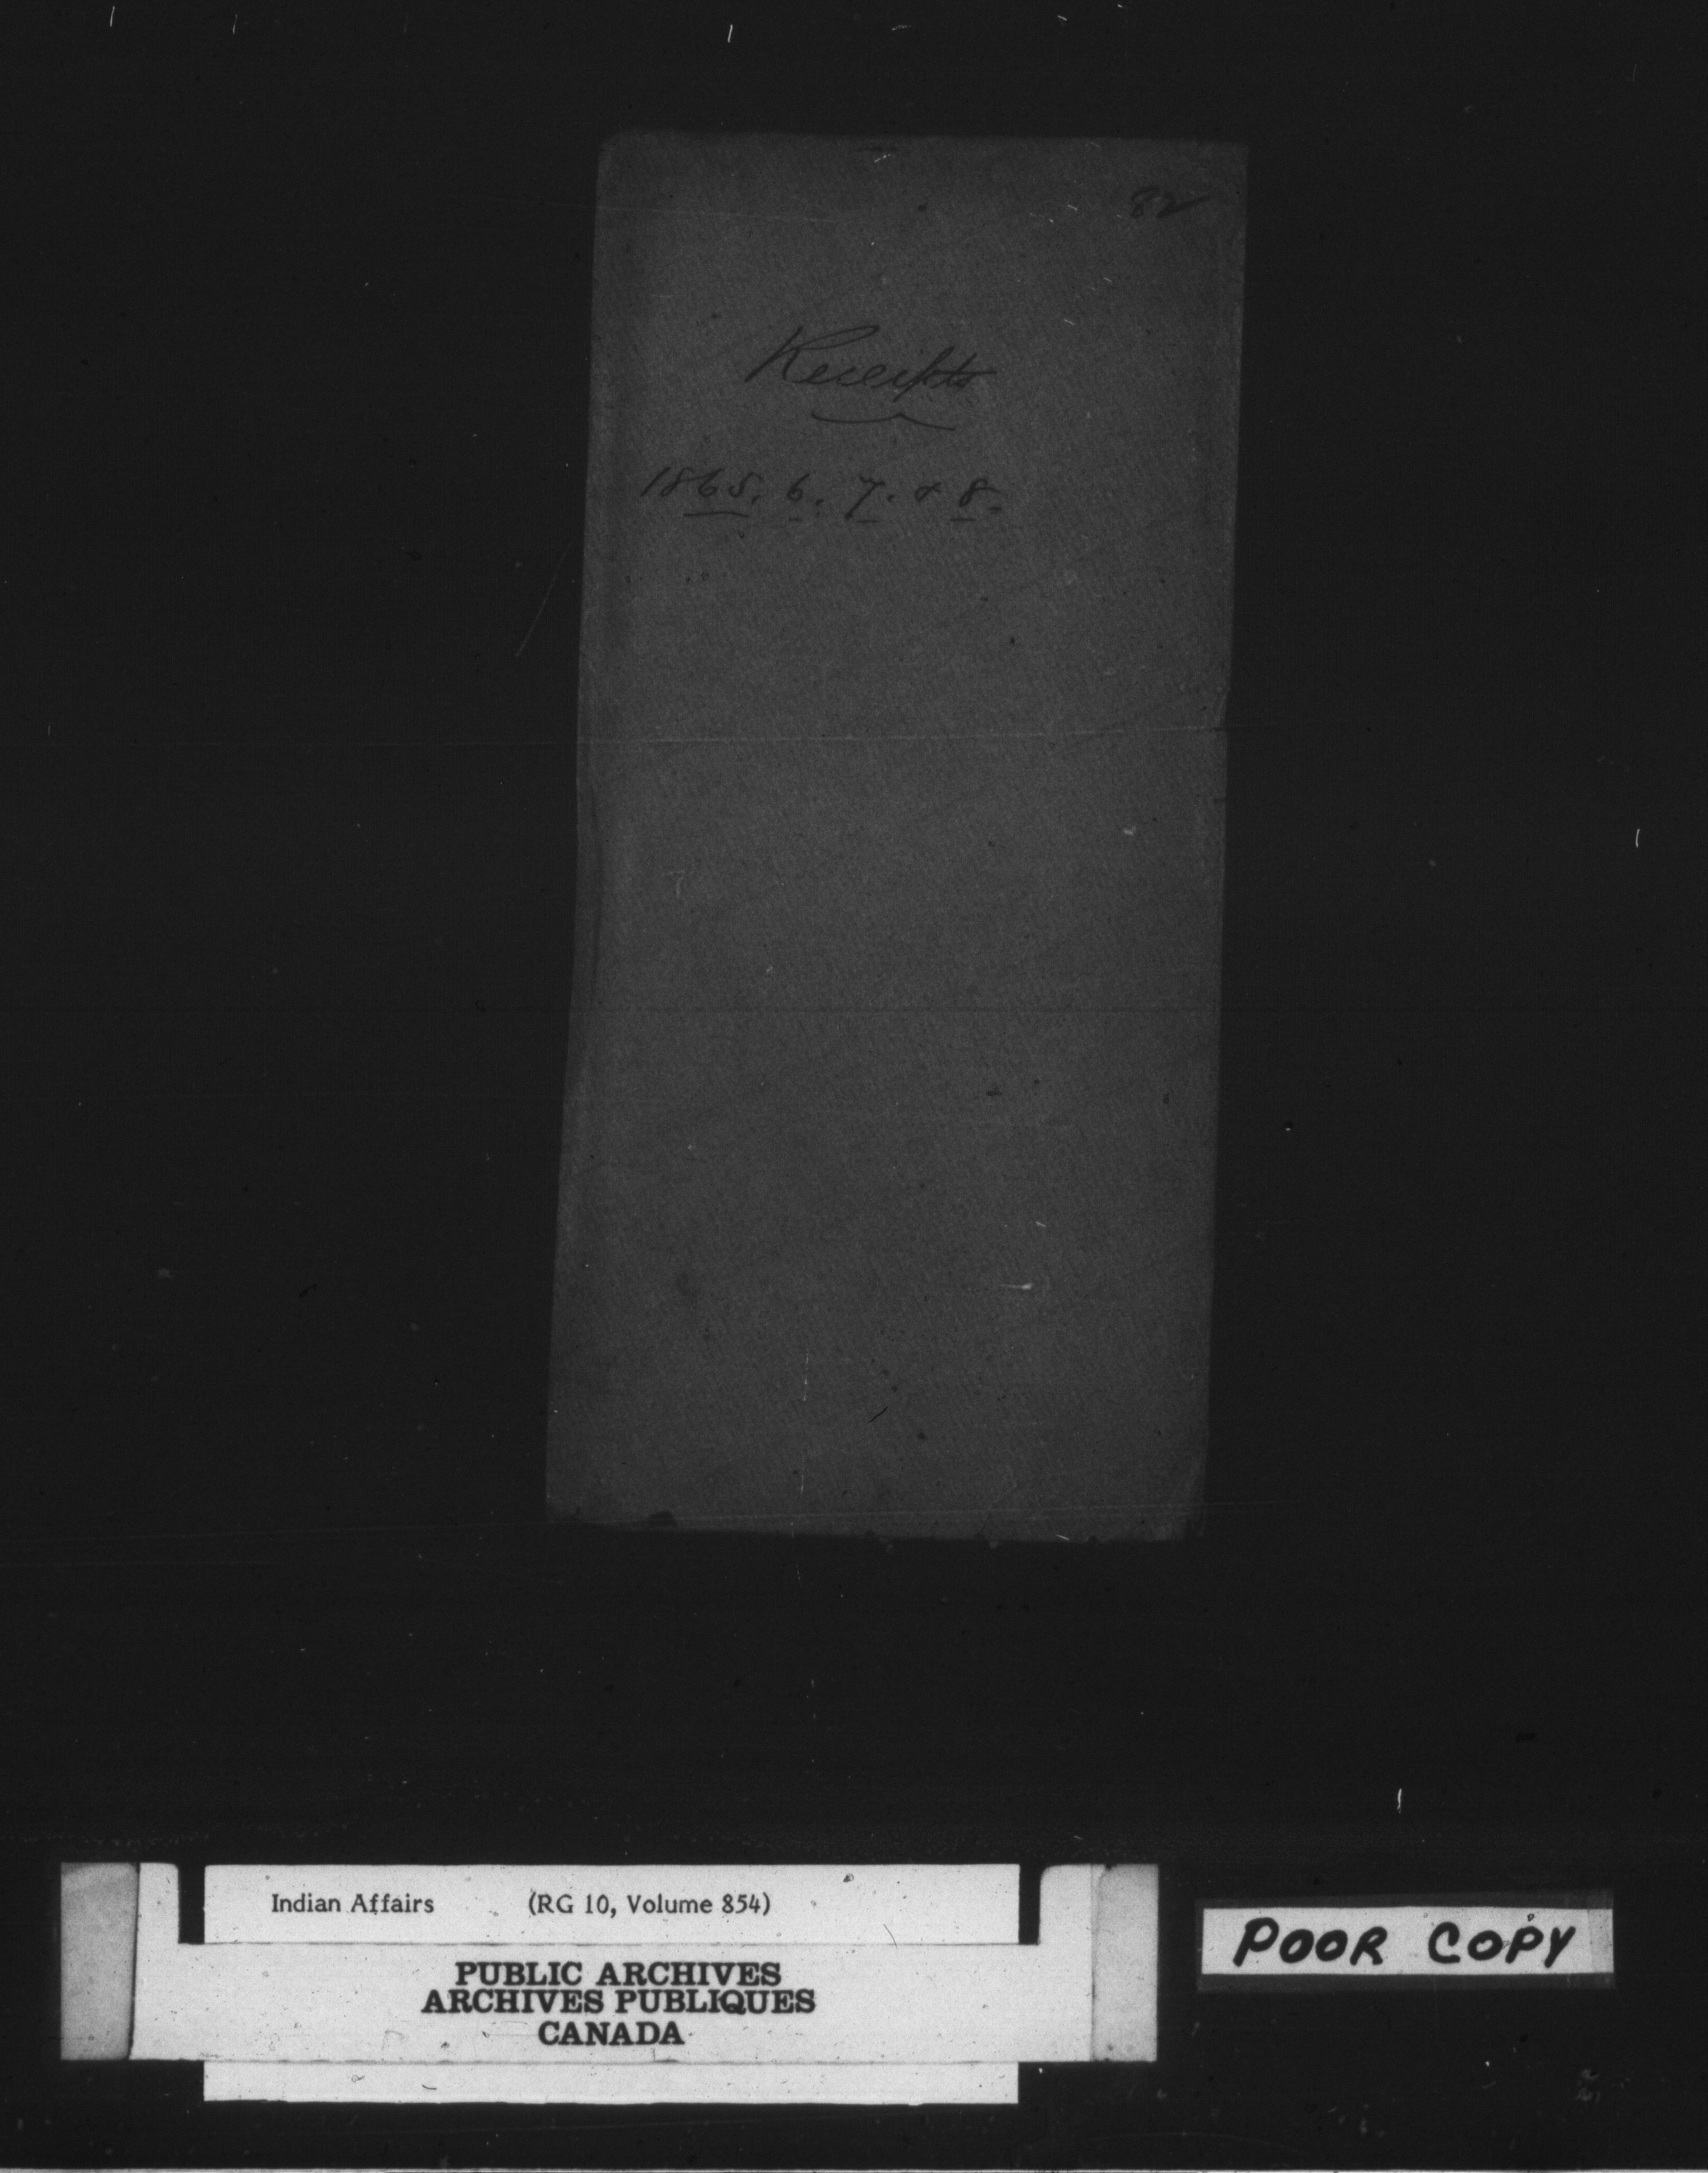 82
Receipts
1865. 6. 7. & 8.
Indian Affairs (RG 10, Volume 854)
PUBLIC ARCHIVES
ARCHIVES PUBLIQUES
CANADA
POOR COPY